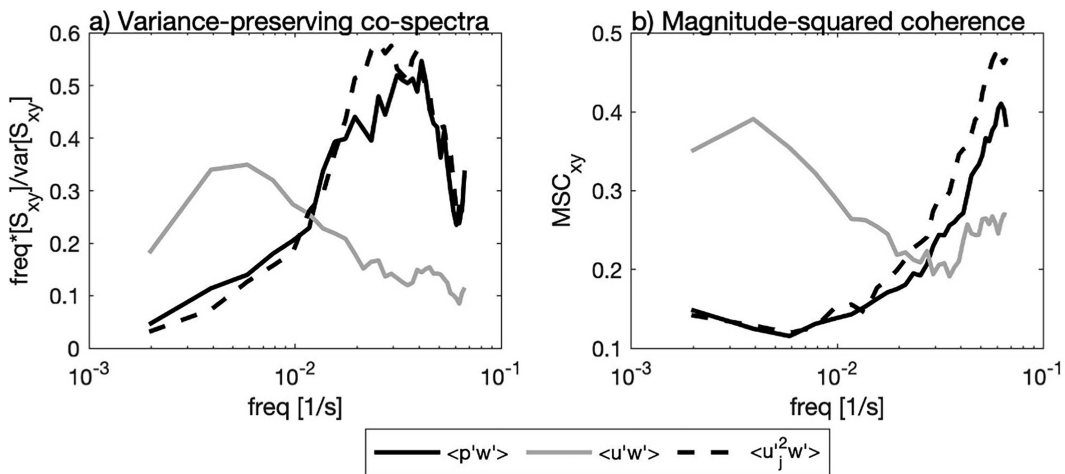 a) Variance-preserving co-spectra
0.6
0.5
0.4
0.3
0.2
0.1
0
freq*[S_xy]/var[S_xy]
10^-3
10^-2
10^-1
freq [1/s]
b) Magnitude-squared coherence
0.5
0.4
0.3
0.2
0.1
MSC_xy
10^-3
10^-2
10^-1
freq [1/s]
<p'w'> <u'w'> <u'_j^2w'>